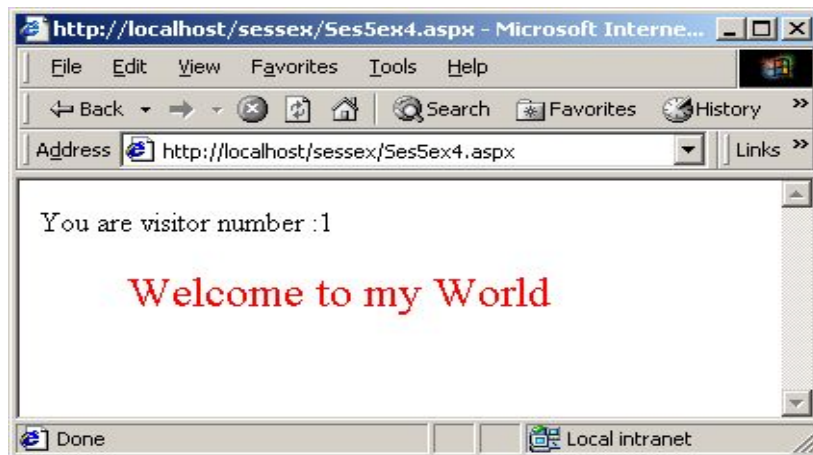 http://localhost/sessex/Ses5ex4.aspx - Microsoft Interne...
File Edit View Favorites Tools Help
Back Search Favorites History »
Address http://localhost/sessex/Ses5ex4.aspx Links »
You are visitor number :1
Welcome to my World
Done Local intranet